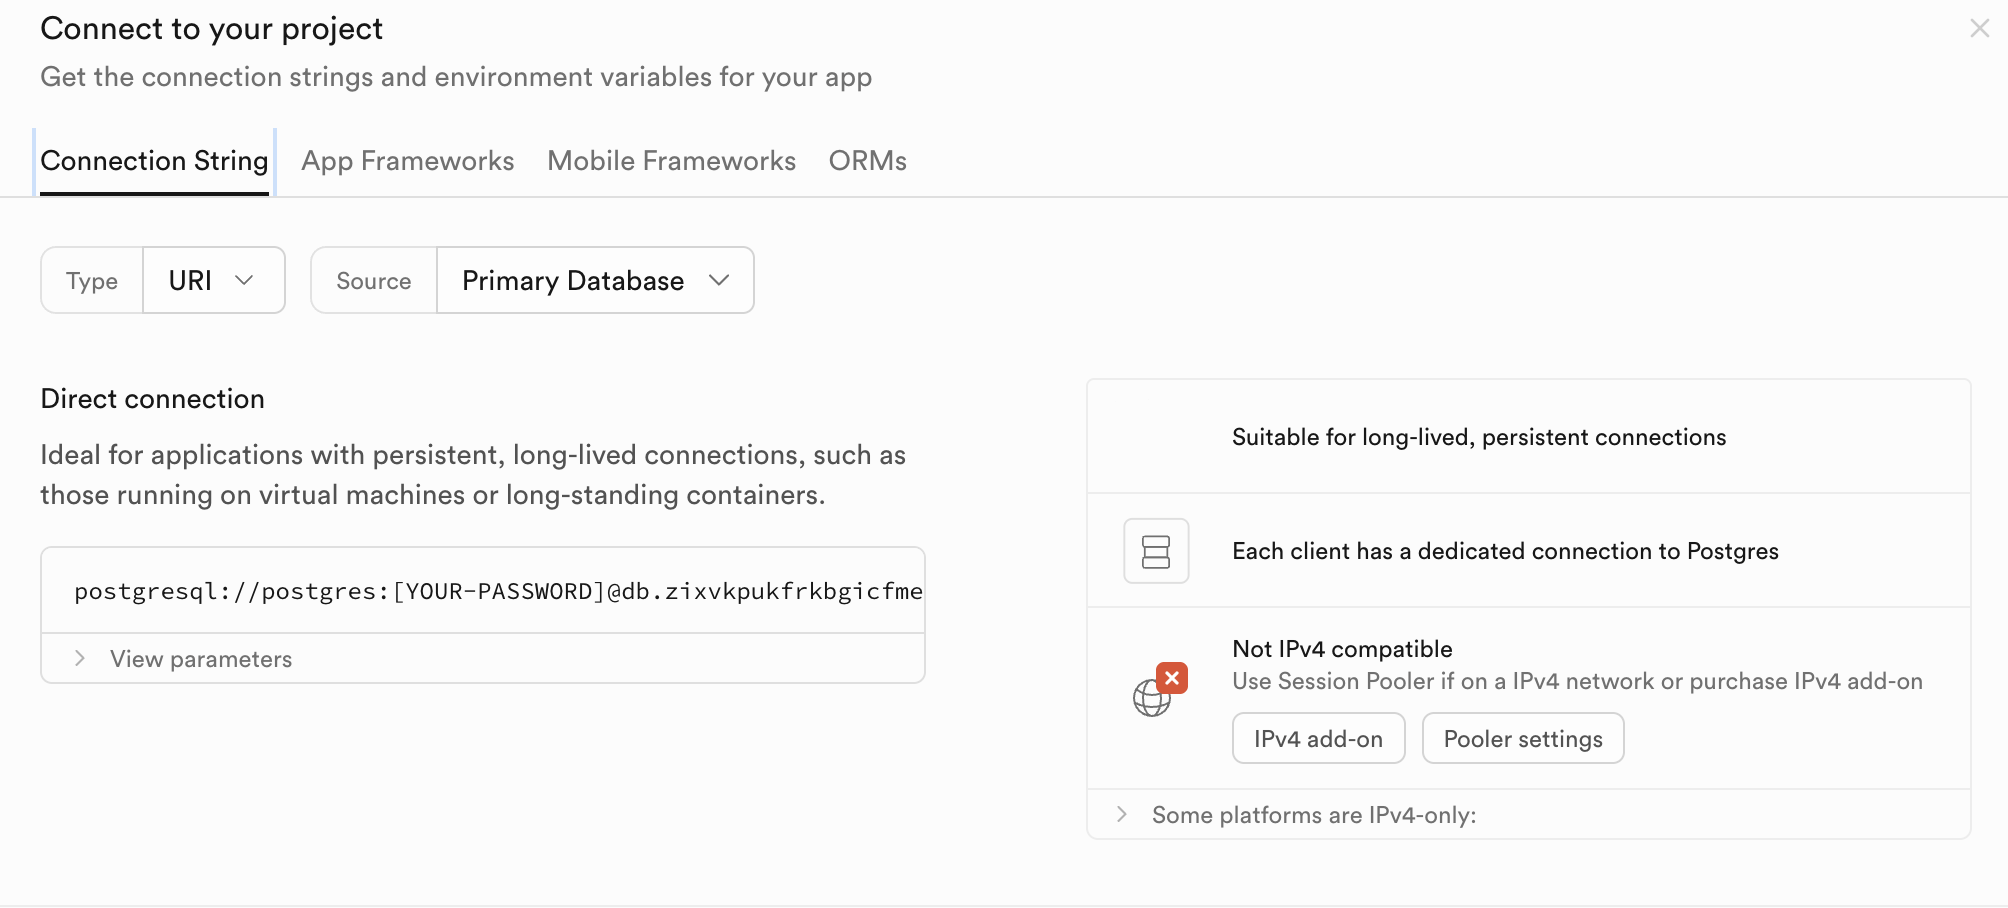 Connect to your project
Get the connection strings and environment variables for your app
Connection String
App Frameworks
Mobile Frameworks
ORMs
Type
URI
Source
Primary Database
Direct connection
Ideal for applications with persistent, long-lived connections, such as
those running on virtual machines or long-standing containers.
postgresql://postgres:[YOUR-PASSWORD]@db.zixvkpukfrkbgicfme
View parameters
Suitable for long-lived, persistent connections
Each client has a dedicated connection to Postgres
Not IPv4 compatible
Use Session Pooler if on a IPv4 network or purchase IPv4 add-on
IPv4 add-on
Pooler settings
Some platforms are IPv4-only: